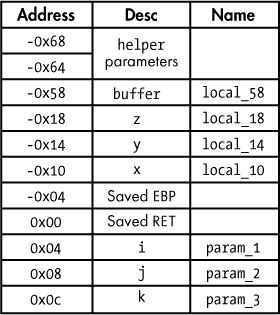 Address Desc Name
-0x68 helper parameters
-0x64
-0x58 buffer local_58
-0x18 z local_18
-0x14 y local_14
-0x10 x local_10
-0x04 Saved EBP
0x00 Saved RET
0x04 i param_1
0x08 j param_2
0x0c k param_3